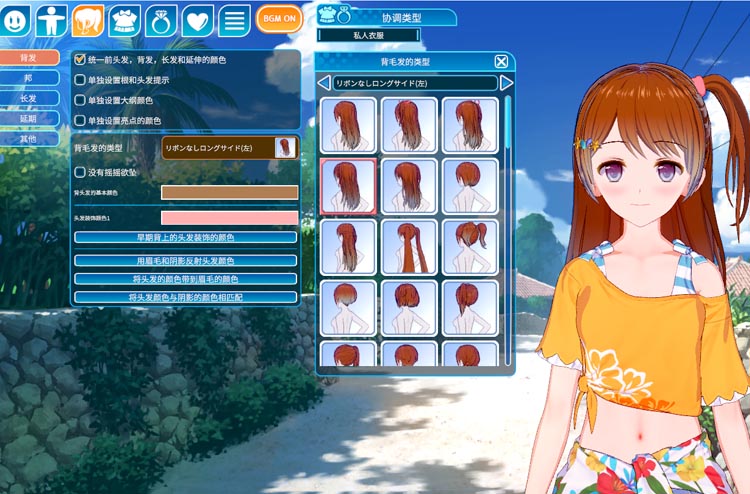 BGM ON
协调类型
私人衣服
背发
邦
长发
延期
其他
统一前头发，背发，长发和延伸的颜色
单独设置根和头发提示
单独设置大纲颜色
单独设置亮点的颜色
背毛发的类型
リボンなしロングサイド(左)
没有摇摇欲坠
背头发的基本颜色
头发装饰颜色1
早期背上的头发装饰的颜色
用眉毛和阴影反射头发颜色
将头发的颜色带到眉毛的颜色
将头发颜色与阴影的颜色相匹配
背毛发的类型
リボンなしロングサイド(左)